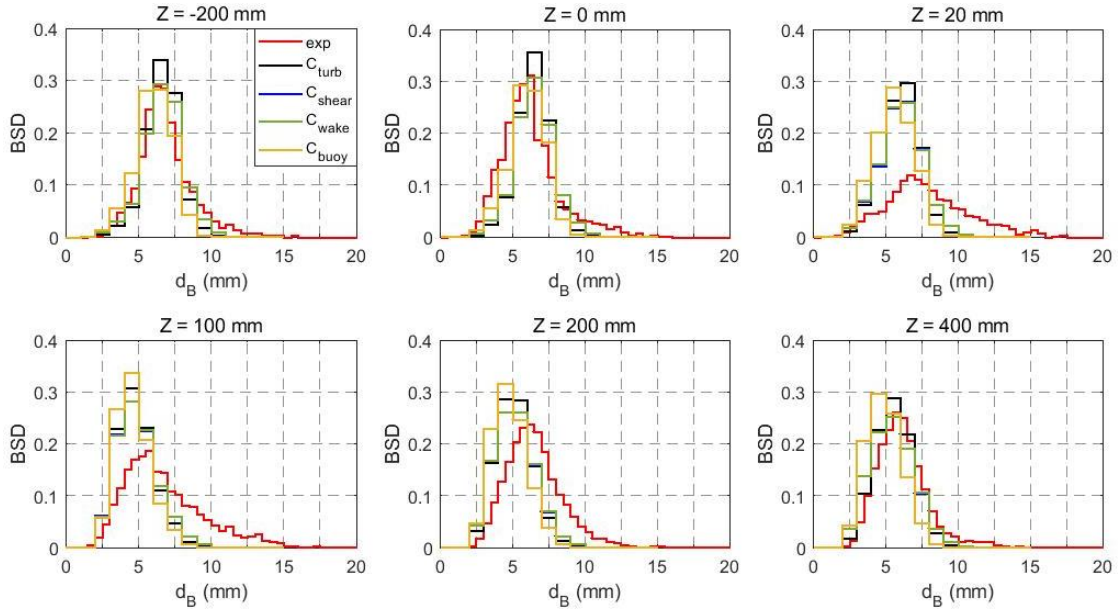 Z = -200 mm
0.4
0.3
0.2
0.1
0
BSD
exp
C_turb
C_shear
C_wake
C_buoy
0 5 10 15 20
d_B (mm)
Z = 0 mm
0.4
0.3
0.2
0.1
0
BSD
0 5 10 15 20
d_B (mm)
Z = 20 mm
0.4
0.3
0.2
0.1
0
BSD
0 5 10 15 20
d_B (mm)
Z = 100 mm
0.4
0.3
0.2
0.1
0
BSD
0 5 10 15 20
d_B (mm)
Z = 200 mm
0.4
0.3
0.2
0.1
0
BSD
0 5 10 15 20
d_B (mm)
Z = 400 mm
0.4
0.3
0.2
0.1
0
BSD
0 5 10 15 20
d_B (mm)